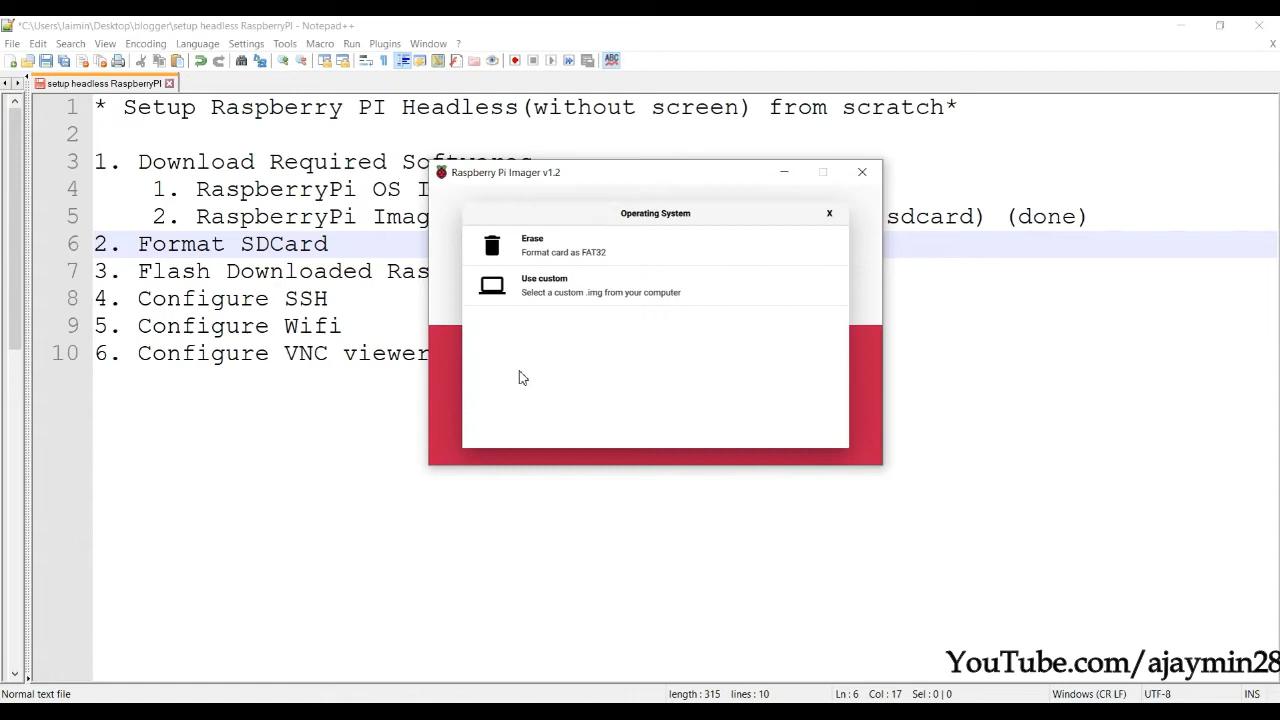 *C:\Users\Jaimin\Desktop\blogger\setup headless RaspberryPI - Notepad++
File Edit Search View Encoding Language Settings Tools Macro Run Plugins Window ?
X
setup headless RaspberryPI
1 * Setup Raspberry PI Headless(without screen) from scratch*
2
3 1. Download Required Softwares
4 1. RaspberryPi OS I
5 2. RaspberryPi Imag sdcard) (done)
6 2. Format SDCard
7 3. Flash Downloaded Ras
8 4. Configure SSH
9 5. Configure Wifi
10 6. Configure VNC viewer
Raspberry Pi Imager v1.2
Operating System X
Erase
Format card as FAT32
Use custom
Select a custom .img from your computer
YouTube.com/ajaymin28
Normal text file length : 315 lines : 10 Ln : 6 Col : 17 Sel : 0 | 0 Windows (CR LF) UTF-8 INS